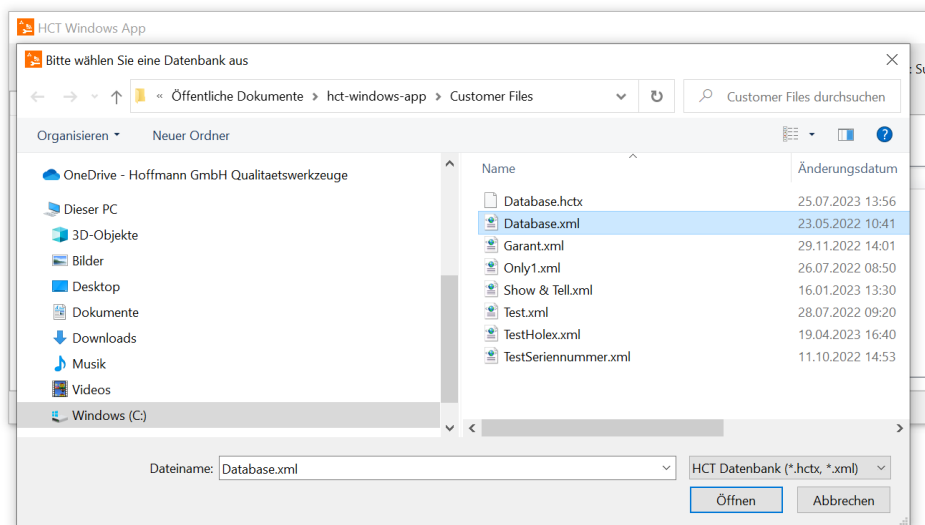 HCT Windows App
Bitte wählen Sie eine Datenbank aus
: Su
« Öffentliche Dokumente > hct-windows-app > Customer Files
Customer Files durchsuchen
Organisieren Neuer Ordner
OneDrive - Hoffmann GmbH Qualitaetswerkzeuge
Dieser PC
3D-Objekte
Bilder
Desktop
Dokumente
Downloads
Musik
Videos
Windows (C:)
Name Änderungsdatum
Database.hctx 25.07.2023 13:56
Database.xml 23.05.2022 10:41
Garant.xml 29.11.2022 14:01
Only1.xml 26.07.2022 08:50
Show & Tell.xml 16.01.2023 13:30
Test.xml 28.07.2022 09:20
TestHolex.xml 19.04.2023 16:40
TestSeriennummer.xml 11.10.2022 14:53
Dateiname: Database.xml HCT Datenbank (*.hctx, *.xml)
Öffnen Abbrechen